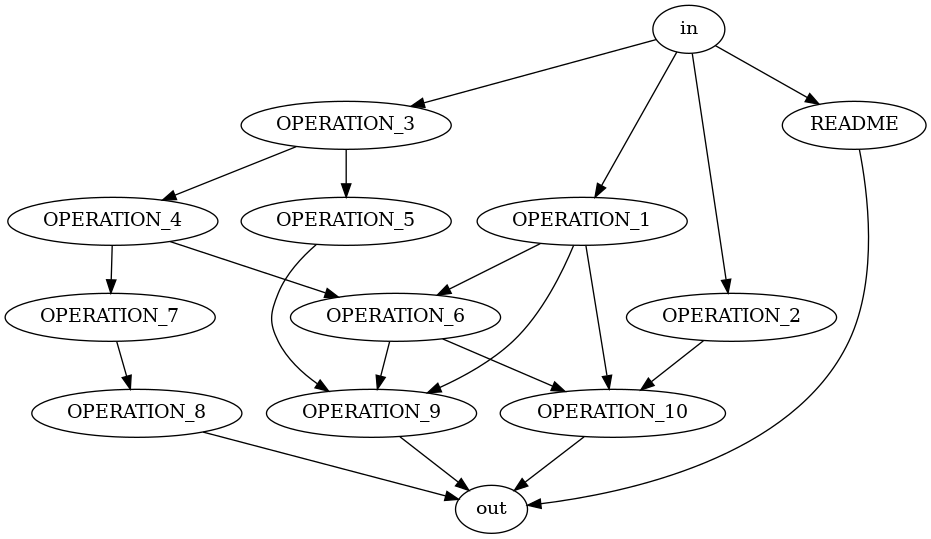 in
OPERATION_3
README
OPERATION_4
OPERATION_5
OPERATION_1
OPERATION_7
OPERATION_6
OPERATION_2
OPERATION_8
OPERATION_9
OPERATION_10
out